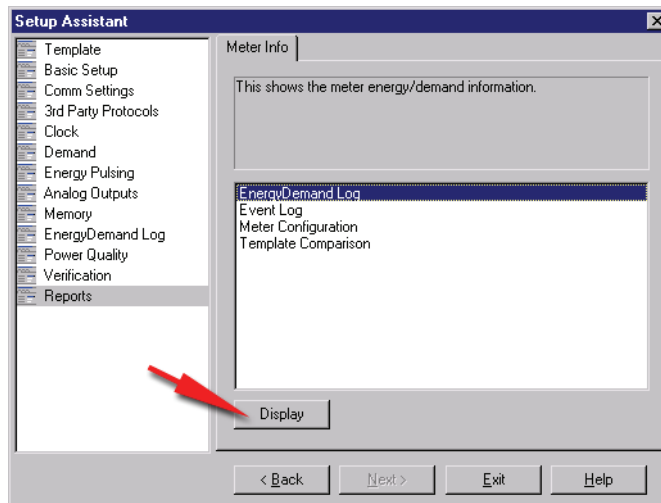 Setup Assistant
Template
Basic Setup
Comm Settings
3rd Party Protocols
Clock
Demand
Energy Pulsing
Analog Outputs
Memory
EnergyDemand Log
Power Quality
Verification
Reports
Meter Info
This shows the meter energy/demand information.
EnergyDemand Log
Event Log
Meter Configuration
Template Comparison
Display
< Back
Next >
Exit
Help